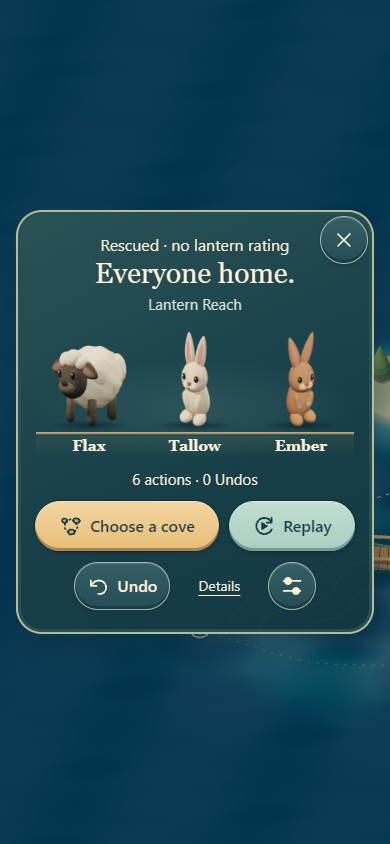 Rescued · no lantern rating
Everyone home.
Lantern Reach
Flax
Tallow
Ember
6 actions · 0 Undos
Choose a cove
Replay
Undo
Details